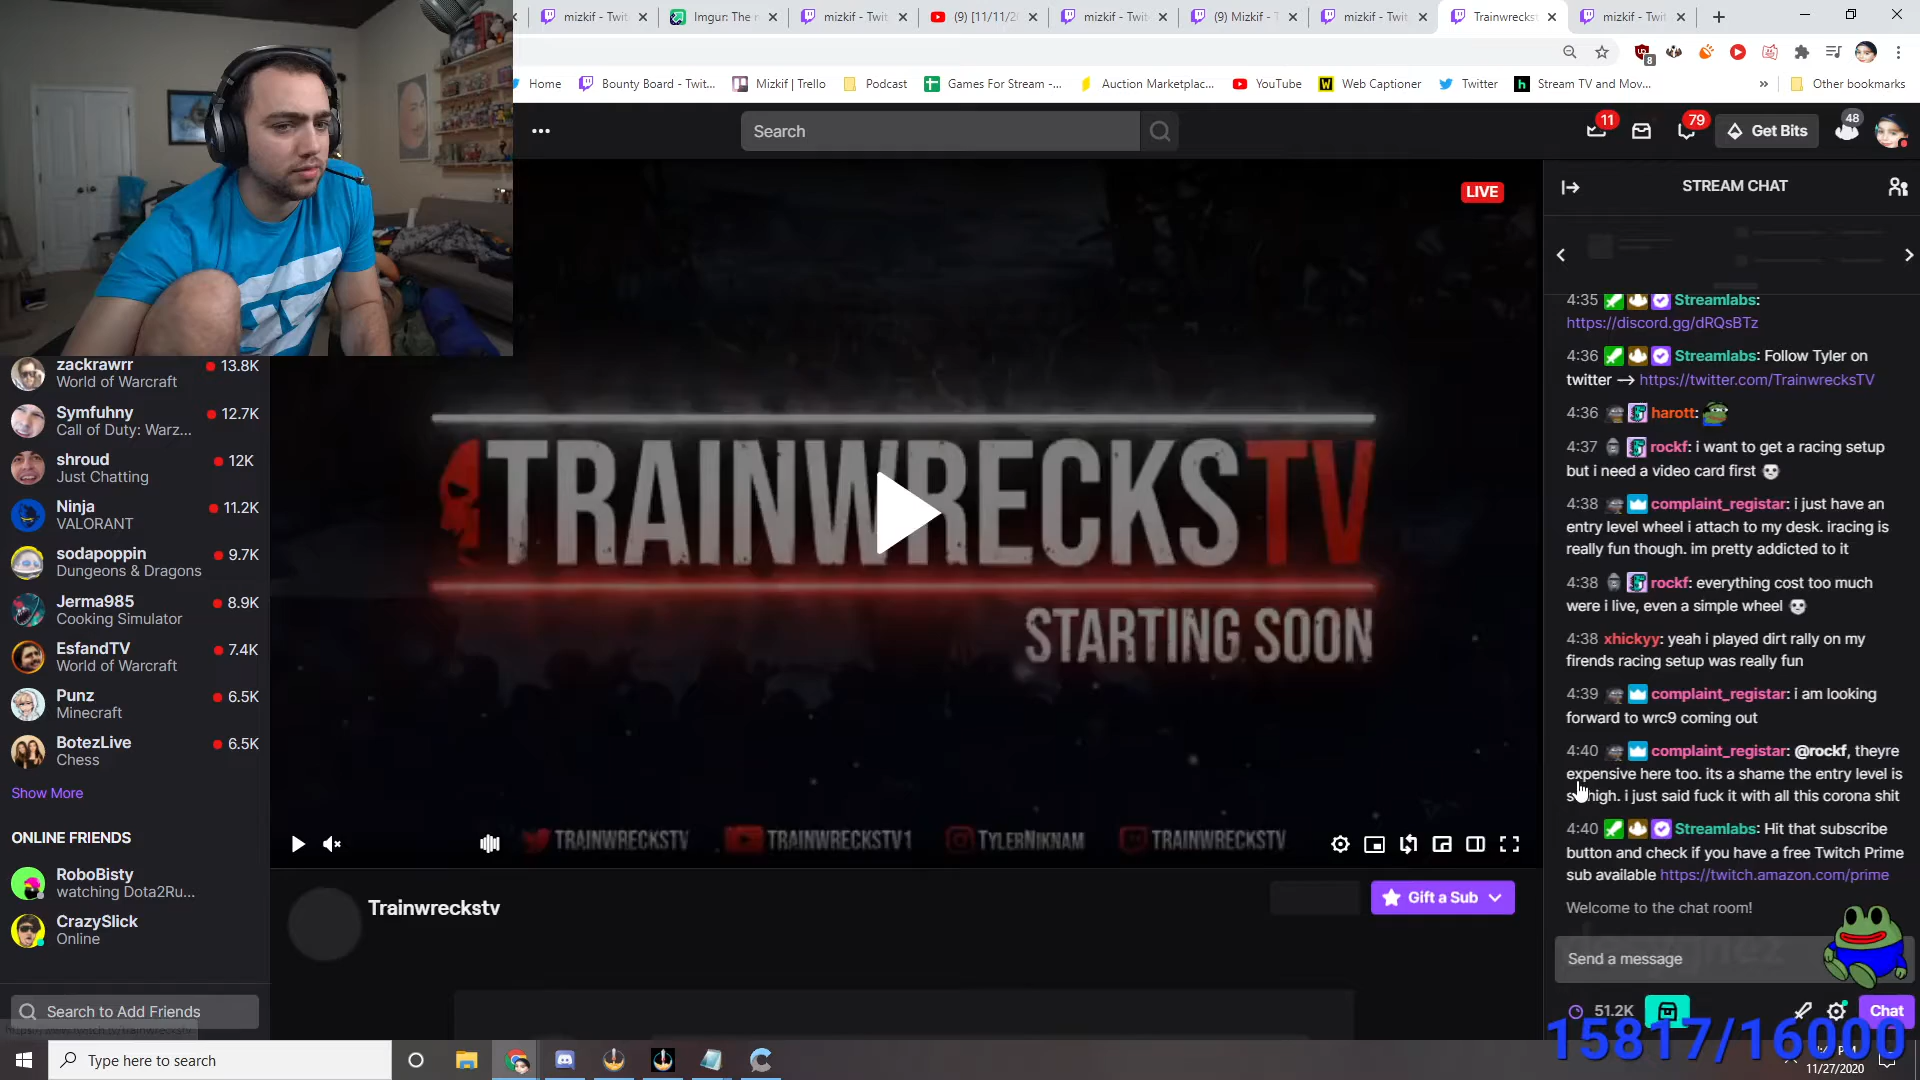 mizkif - Twit
Imgur: The r
mizkif - Twit
(9) [11/11/2
mizkif - Twit
(9) Mizkif - T
mizkif - Twit
Trainwrecks
mizkif - Twit
8
Home
Bounty Board - Twit...
Mizkif | Trello
Podcast
Games For Stream -...
Auction Marketplac...
YouTube
Web Captioner
Twitter
Stream TV and Mov...
Other bookmarks
Search
11
79
Get Bits
48
LIVE
STREAM CHAT
zackrawrr
World of Warcraft
13.8K
Symfuhny
Call of Duty: Warz...
12.7K
shroud
Just Chatting
12K
Ninja
VALORANT
11.2K
sodapoppin
Dungeons & Dragons
9.7K
Jerma985
Cooking Simulator
8.9K
EsfandTV
World of Warcraft
7.4K
Punz
Minecraft
6.5K
BotezLive
Chess
6.5K
Show More
ONLINE FRIENDS
RoboBisty
watching Dota2Ru...
CrazySlick
Online
Search to Add Friends
TRAINWRECKSTV
STARTING SOON
TRAINWRECKSTV
TRAINWRECKSTV1
TYLERNIKNAM
TRAINWRECKSTV
Trainwreckstv
Gift a Sub
4:35 Streamlabs:
https://discord.gg/dRQsBTz
4:36 Streamlabs: Follow Tyler on
twitter --> https://twitter.com/TrainwrecksTV
4:36 harott:
4:37 rockf: i want to get a racing setup
but i need a video card first
4:38 complaint_registar: i just have an
entry level wheel i attach to my desk. iracing is
really fun though. im pretty addicted to it
4:38 rockf: everything cost too much
were i live, even a simple wheel
4:38 xhickyy: yeah i played dirt rally on my
firends racing setup was really fun
4:39 complaint_registar: i am looking
forward to wrc9 coming out
4:40 complaint_registar: @rockf, theyre
expensive here too. its a shame the entry level is
high. i just said fuck it with all this corona shit
4:40 Streamlabs: Hit that subscribe
button and check if you have a free Twitch Prime
sub available https://twitch.amazon.com/prime
Welcome to the chat room!
Send a message
51.2K
Chat
15817/16000
Type here to search
11/27/2020